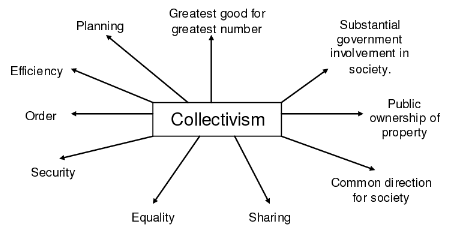 Greatest good for
greatest number
Planning
Substantial
government
involvement in
society.
Efficiency
Order
Collectivism
Public
ownership of
property
Security
Common direction
for society
Equality
Sharing